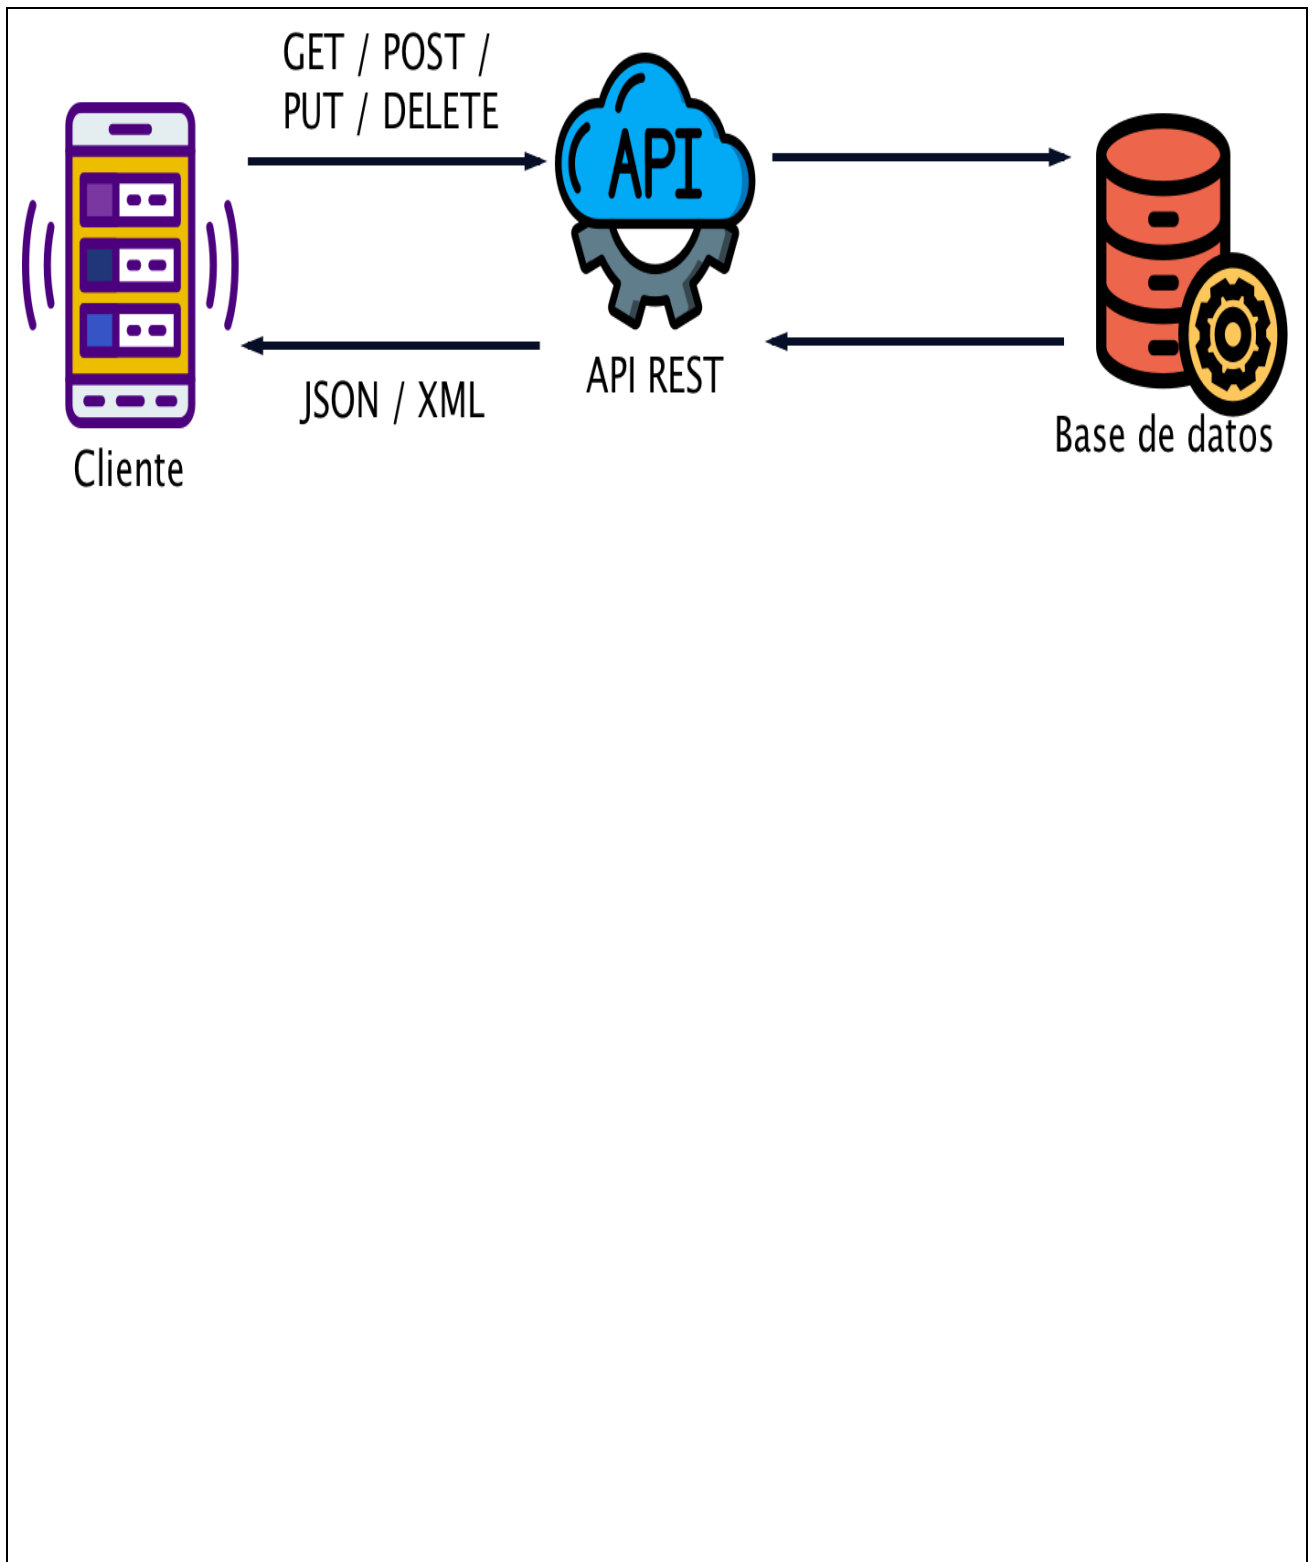 GET / POST /
PUT / DELETE
API
API REST
JSON / XML
Base de datos
Cliente